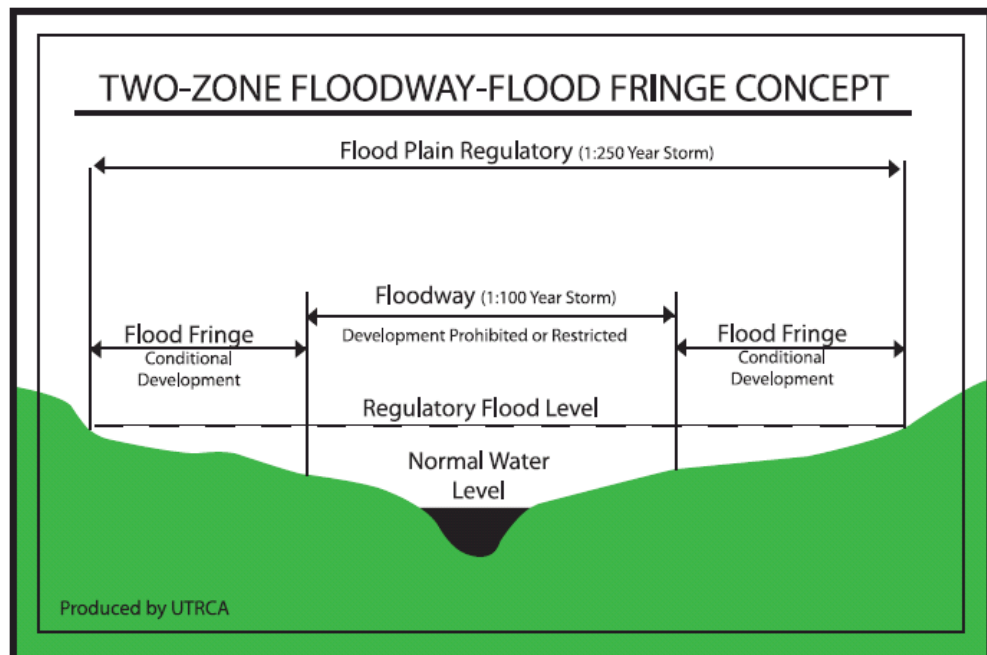 TWO-ZONE FLOODWAY-FLOOD FRINGE CONCEPT
Flood Plain Regulatory (1:250 Year Storm)
Floodway (1:100 Year Storm)
Development Prohibited or Restricted
Flood Fringe
Conditional
Development
Flood Fringe
Conditional
Development
Regulatory Flood Level
Normal Water
Level
Produced by UTRCA